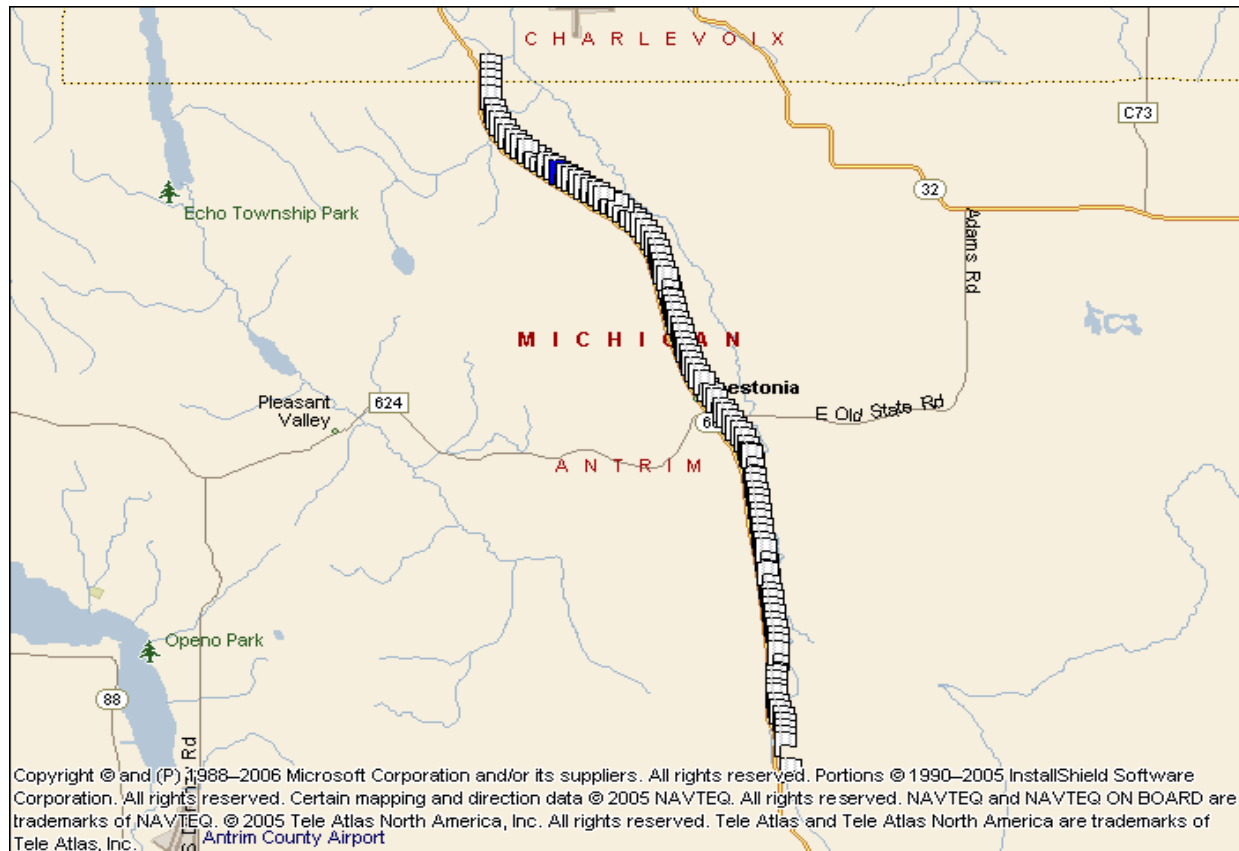 CHARLEVOIX
C73
32
Echo Township Park
Adams Rd
MICHIGAN
estonia
Pleasant
Valley
624
E Old State Rd
ANTRIM
Openo Park
88
Copyright © and (P) 1988–2006 Microsoft Corporation and/or its suppliers. All rights reserved. Portions © 1990–2005 InstallShield Software
Corporation. All rights reserved. Certain mapping and direction data © 2005 NAVTEQ. All rights reserved. NAVTEQ and NAVTEQ ON BOARD are
trademarks of NAVTEQ. © 2005 Tele Atlas North America, Inc. All rights reserved. Tele Atlas and Tele Atlas North America are trademarks of
Tele Atlas, Inc.
Antrim County Airport